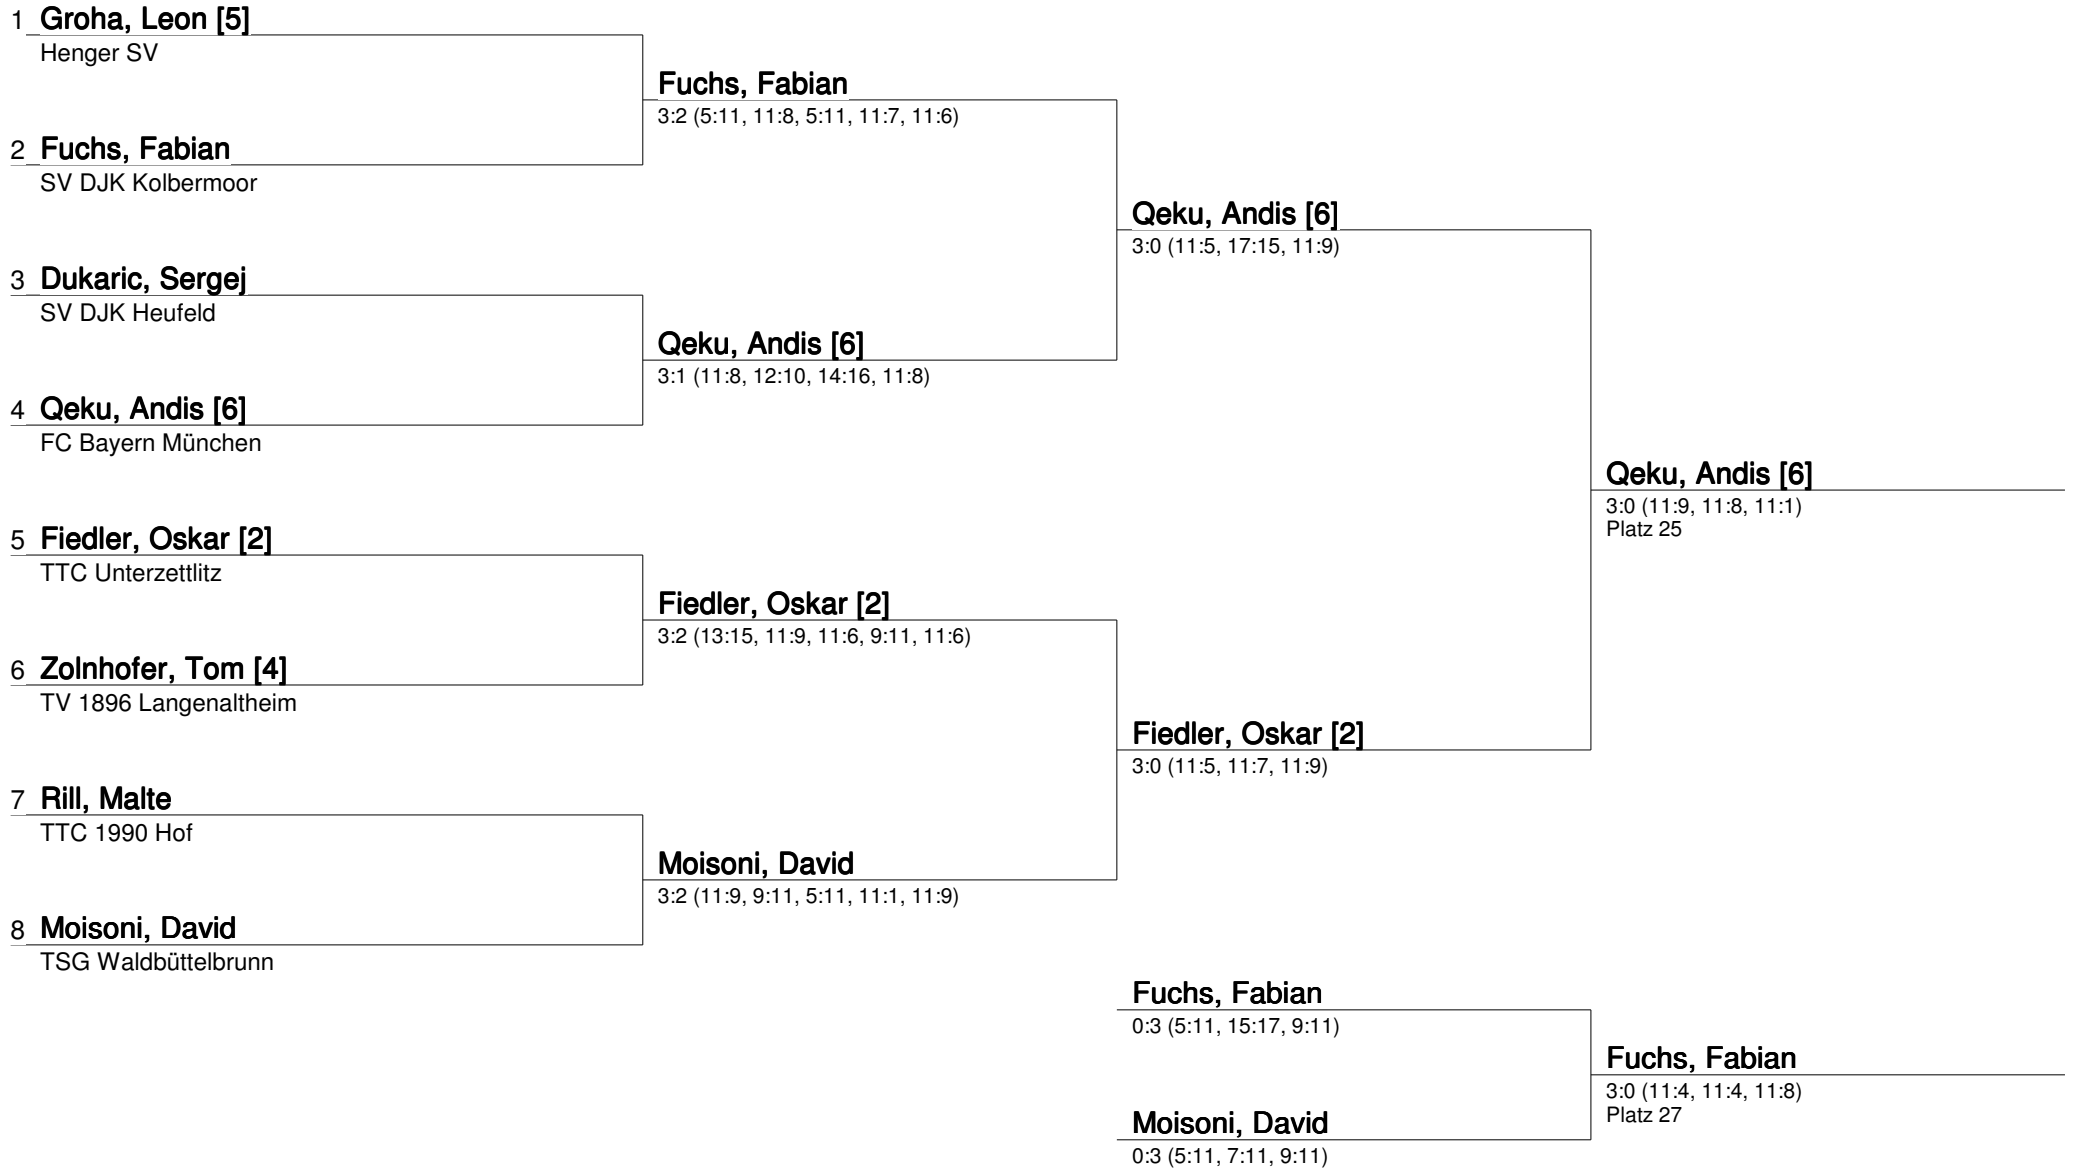 1 Groha, Leon [5]
Henger SV
Fuchs, Fabian
3:2 (5:11, 11:8, 5:11, 11:7, 11:6)
2 Fuchs, Fabian
SV DJK Kolbermoor
Qeku, Andis [6]
3:0 (11:5, 17:15, 11:9)
3 Dukaric, Sergej
SV DJK Heufeld
Qeku, Andis [6]
3:1 (11:8, 12:10, 14:16, 11:8)
4 Qeku, Andis [6]
FC Bayern München
Qeku, Andis [6]
3:0 (11:9, 11:8, 11:1)
Platz 25
5 Fiedler, Oskar [2]
TTC Unterzettlitz
Fiedler, Oskar [2]
3:2 (13:15, 11:9, 11:6, 9:11, 11:6)
6 Zolnhofer, Tom [4]
TV 1896 Langenaltheim
Fiedler, Oskar [2]
3:0 (11:5, 11:7, 11:9)
7 Rill, Malte
TTC 1990 Hof
Moisoni, David
3:2 (11:9, 9:11, 5:11, 11:1, 11:9)
8 Moisoni, David
TSG Waldbüttelbrunn
Fuchs, Fabian
0:3 (5:11, 15:17, 9:11)
Fuchs, Fabian
3:0 (11:4, 11:4, 11:8)
Platz 27
Moisoni, David
0:3 (5:11, 7:11, 9:11)